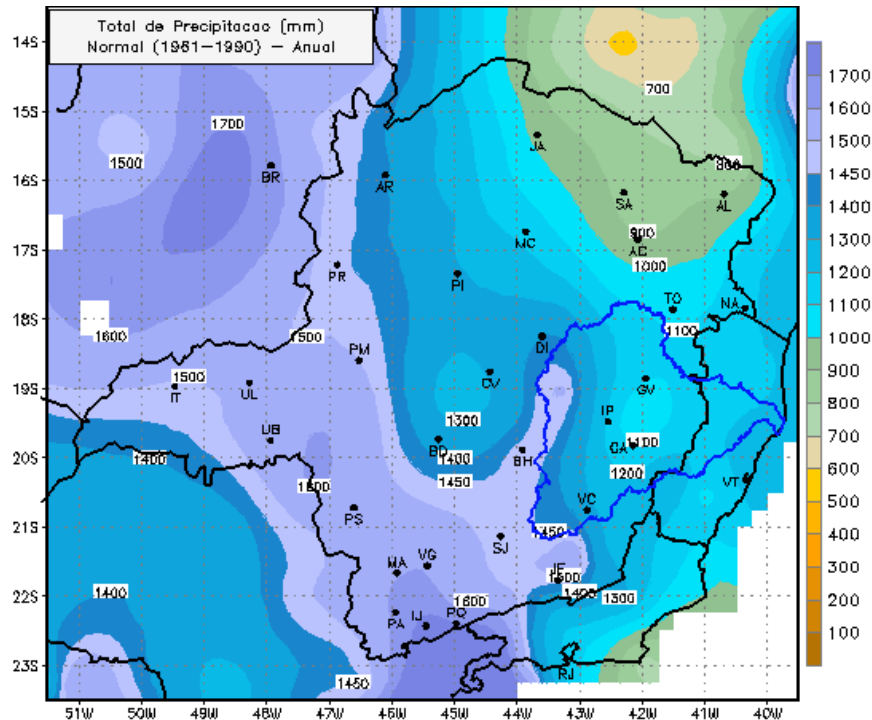 Total de Precipitacao (mm)
Normal (1961–1990) – Anual
14S
15S
16S
17S
18S
19S
20S
21S
22S
23S
51W
50W
49W
48W
47W
46W
45W
44W
43W
42W
41W
40W
1700
1600
1500
1450
1400
1300
1200
1100
1000
900
800
700
600
500
400
300
200
100
700
1700
1500
JA
BR
AR
SA
AL
MC
900
AC
1000
PR
PI
TO
NA
1100
1600
1500
DI
PM
1500
IT
UL
CV
GV
IP
1300
UB
BD
BH
1100
CA
1400
1400
1450
1200
1600
VT
VC
PS
1450
SJ
MA
VG
JF
1500
1400
1400
1300
1600
PA
IJ
PQ
1450
RJ